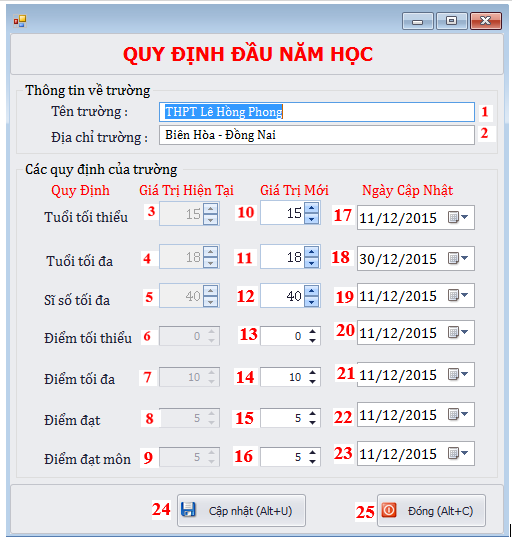 QUY ĐỊNH ĐẦU NĂM HỌC
Thông tin về trường
Tên trường : THPT Lê Hồng Phong 1
Địa chỉ trường : Biên Hòa - Đồng Nai 2
Các quy định của trường
Quy Định Giá Trị Hiện Tại Giá Trị Mới Ngày Cập Nhật
Tuổi tối thiểu 3 15 10 15 17 11/12/2015
Tuổi tối đa 4 18 11 18 18 30/12/2015
Sĩ số tối đa 5 40 12 40 19 11/12/2015
Điểm tối thiểu 6 0 13 0 20 11/12/2015
Điểm tối đa 7 10 14 10 21 11/12/2015
Điểm đạt 8 5 15 5 22 11/12/2015
Điểm đạt môn 9 5 16 5 23 11/12/2015
24 Cập nhật (Alt+U) 25 Đóng (Alt+C)